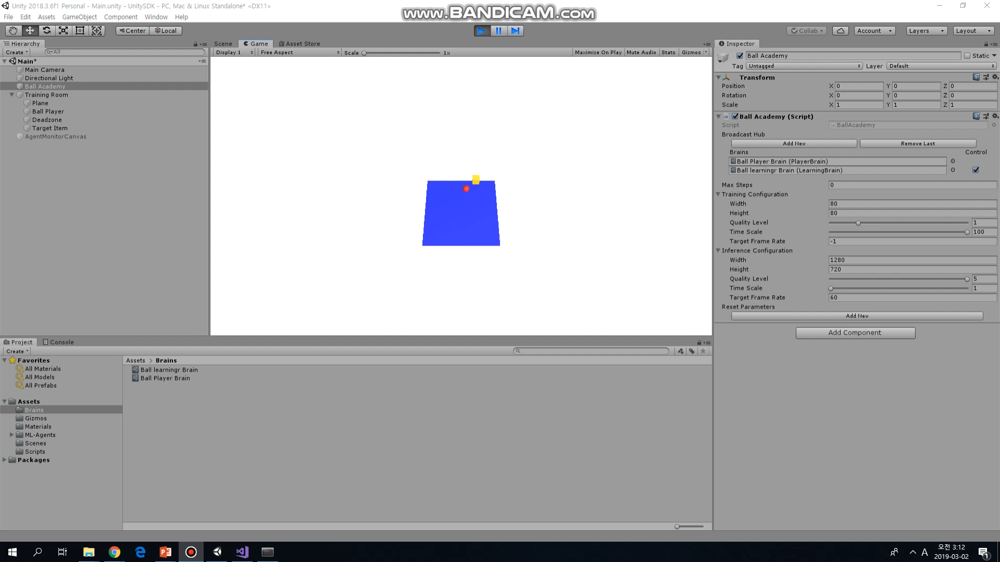 Unity 2018.3.6f1 Personal - Main.unity - UnitySDK - PC, Mac & Linux Standalone* <DX11>
www.BANDICAM.com
File Edit Assets GameObject Component Window Help
Center Local
Collab Account Layers Layout
Hierarchy
Create All
Main*
Main Camera
Directional Light
Ball Academy
Training Room
Plane
Ball Player
Deadzone
Target Item
AgentMonitorCanvas
Scene Game Asset Store
Display 1 Free Aspect Scale 1x Maximize On Play Mute Audio Stats Gizmos
Inspector
Ball Academy Static
Tag Untagged Layer Default
Transform
Position X 0 Y 0 Z 0
Rotation X 0 Y 0 Z 0
Scale X 1 Y 1 Z 1
Ball Academy (Script)
Script BallAcademy
Broadcast Hub
Add New Remove Last
Brains Control
Ball Player Brain (PlayerBrain)
Ball learningr Brain (LearningBrain)
Max Steps 0
Training Configuration
Width 80
Height 80
Quality Level 1
Time Scale 100
Target Frame Rate -1
Inference Configuration
Width 1280
Height 720
Quality Level 5
Time Scale 1
Target Frame Rate 60
Reset Parameters
Add New
Add Component
Project Console
Create
Favorites
All Materials
All Models
All Prefabs
Assets
Brains
Gizmos
Materials
ML-Agents
Scenes
Scripts
Packages
Assets > Brains
Ball learningr Brain
Ball Player Brain
A
오전 3:12
2019-03-02
1